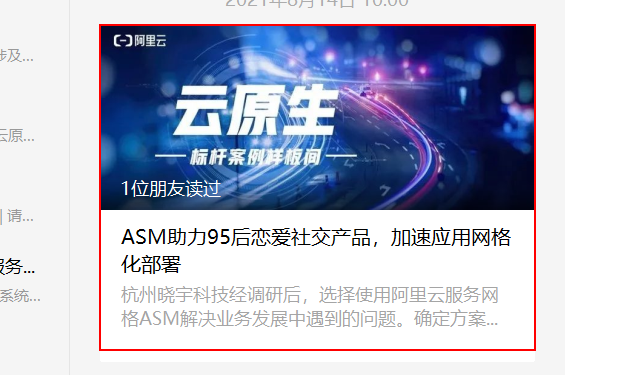 2021年8月14日 10:00
涉及...
阿里云
云原生
云原...
标杆案例样板间
1位朋友读过
| 请...
ASM助力95后恋爱社交产品，加速应用网格
化部署
服务...
系统...
杭州晓宇科技经调研后，选择使用阿里云服务网
格ASM解决业务发展中遇到的问题。确定方案...